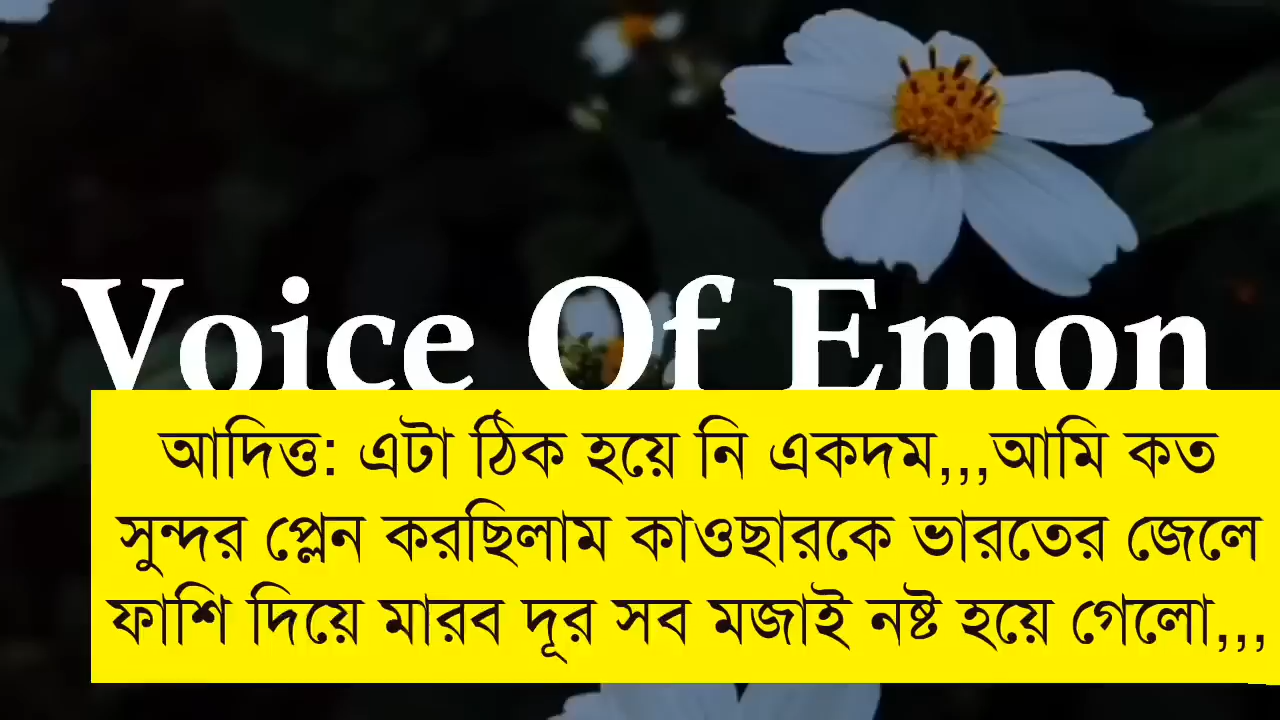 Voice Of Emon
আদিত্ত: এটা ঠিক হয়ে নি একদম,,,আমি কত
সুন্দর প্লেন করছিলাম কাওছারকে ভারতের জেলে
ফাশি দিয়ে মারব দূর সব মজাই নষ্ট হয়ে গেলো,,,